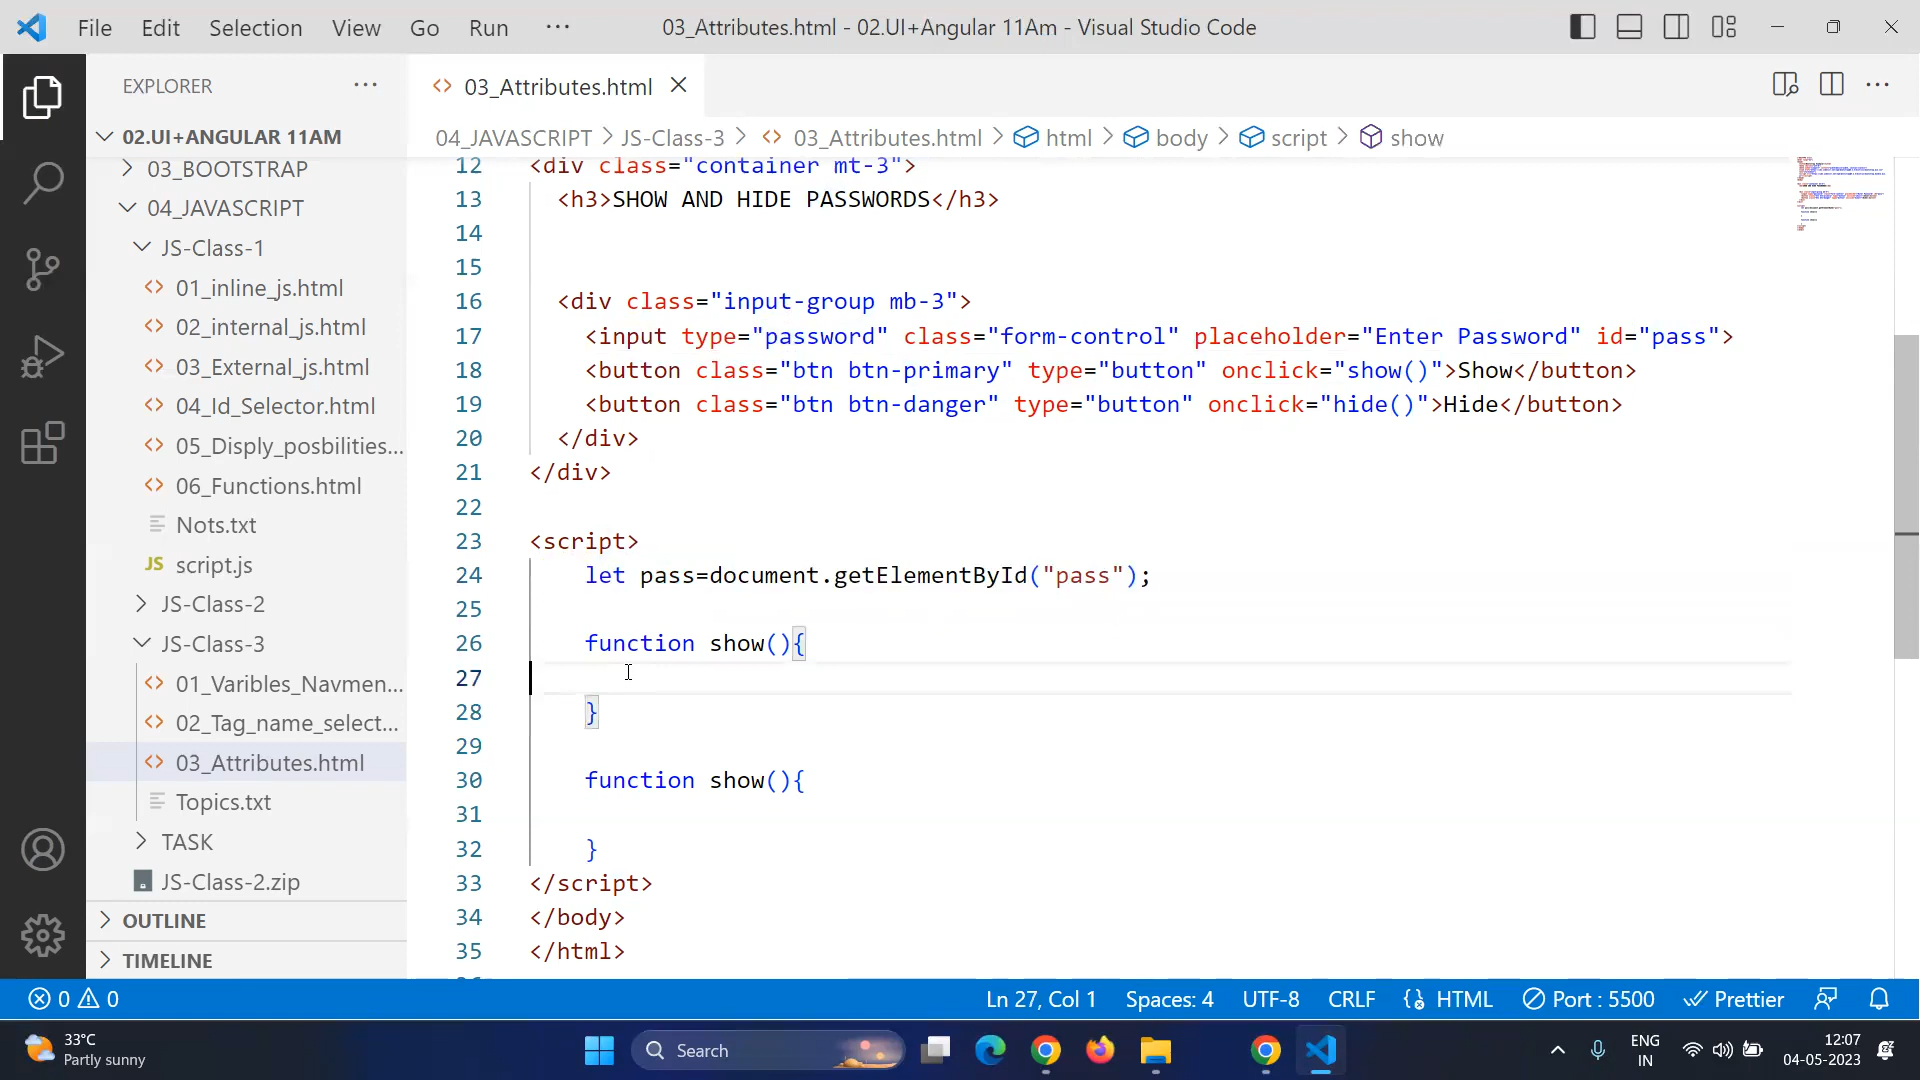 File Edit Selection View Go Run ··· 03_Attributes.html - 02.UI+Angular 11Am - Visual Studio Code
EXPLORER ···
02.UI+ANGULAR 11AM
03_BOOTSTRAP
04_JAVASCRIPT
JS-Class-1
01_inline_js.html
02_internal_js.html
03_External_js.html
04_Id_Selector.html
05_Disply_posbilities...
06_Functions.html
Nots.txt
JS script.js
JS-Class-2
JS-Class-3
01_Varibles_Navmen...
02_Tag_name_select...
03_Attributes.html
Topics.txt
TASK
JS-Class-2.zip
OUTLINE
TIMELINE
03_Attributes.html
04_JAVASCRIPT > JS-Class-3 > 03_Attributes.html > html > body > script > show
12 <div class="container mt-3">
13 <h3>SHOW AND HIDE PASSWORDS</h3>
14
15
16 <div class="input-group mb-3">
17 <input type="password" class="form-control" placeholder="Enter Password" id="pass">
18 <button class="btn btn-primary" type="button" onclick="show()">Show</button>
19 <button class="btn btn-danger" type="button" onclick="hide()">Hide</button>
20 </div>
21 </div>
22
23 <script>
24 let pass=document.getElementById("pass");
25
26 function show(){
27
28 }
29
30 function show(){
31
32 }
33 </script>
34 </body>
35 </html>
0 0 Ln 27, Col 1 Spaces: 4 UTF-8 CRLF HTML Port : 5500 Prettier
33°C
Partly sunny
Search
ENG
IN
12:07
04-05-2023